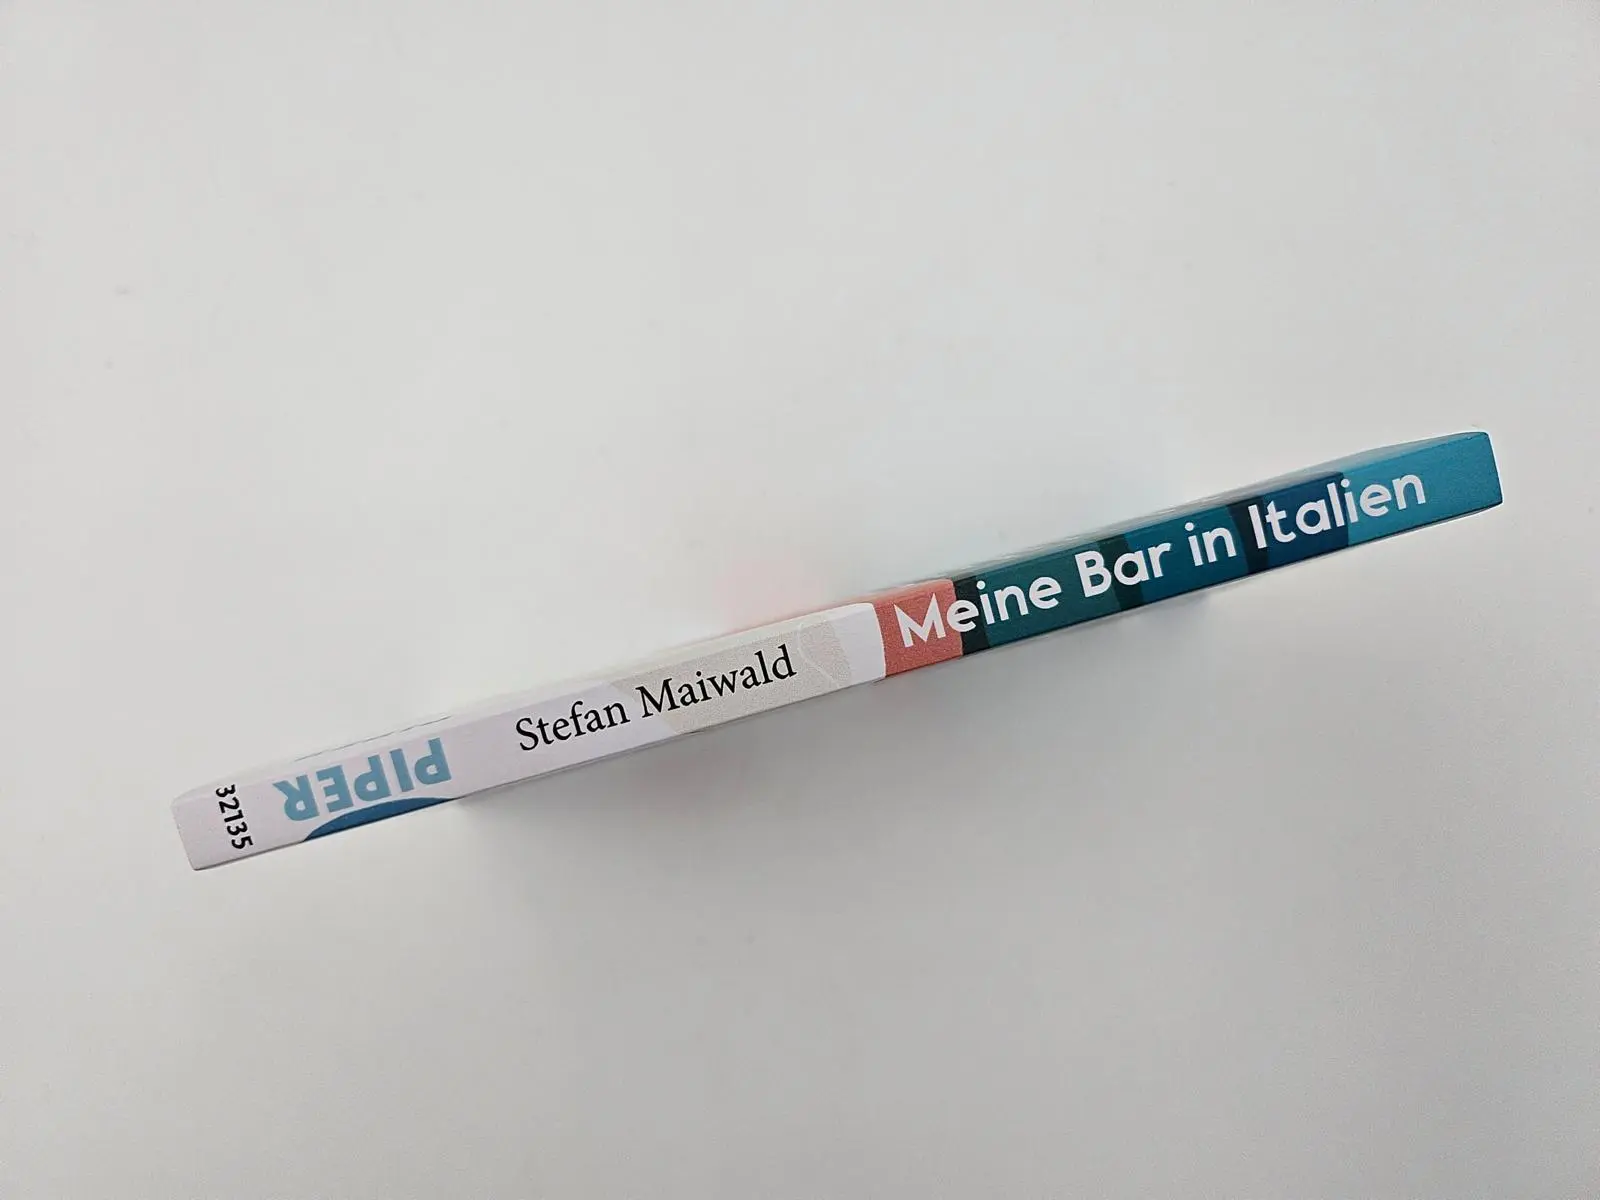 32135
PIPER
Stefan Maiwald
Meine Bar in Italien